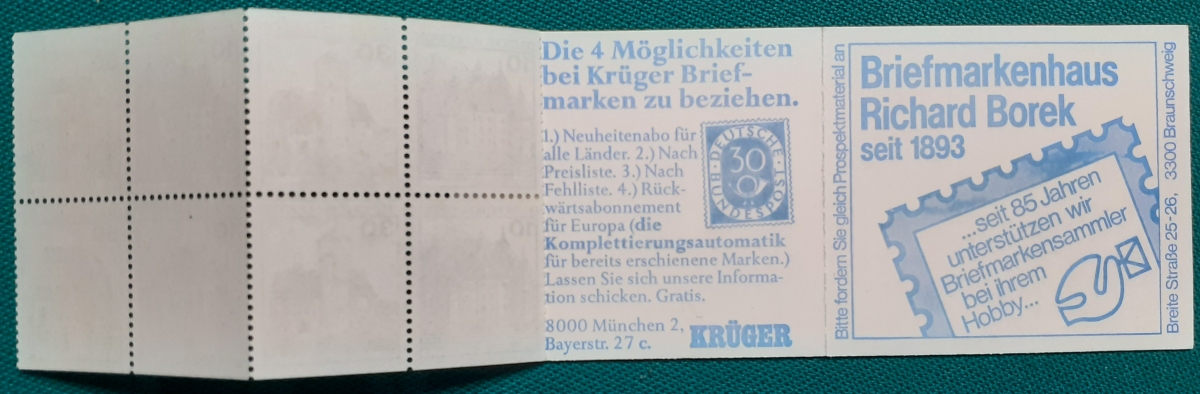 Die 4 Möglichkeiten
bei Krüger Brief-
marken zu beziehen.
1.) Neuheitenabo für
alle Länder. 2.) Nach
Preisliste. 3.) Nach
Fehlliste. 4.) Rück-
wärtsabonnement
für Europa (die
Komplettierungsautomatik
für bereits erschienene Marken.)
Lassen Sie sich unsere Informa-
tion schicken. Gratis.
8000 München 2,
Bayerstr. 27 c.
KRÜGER
DEUTSCHE
BUNDESPOST
30
Bitte fordern Sie gleich Prospektmaterial an
Briefmarkenhaus
Richard Borek
seit 1893
...seit 85 Jahren
unterstützen wir
Briefmarkensammler
bei ihrem
Hobby...
Breite Straße 25-26, 3300 Braunschweig